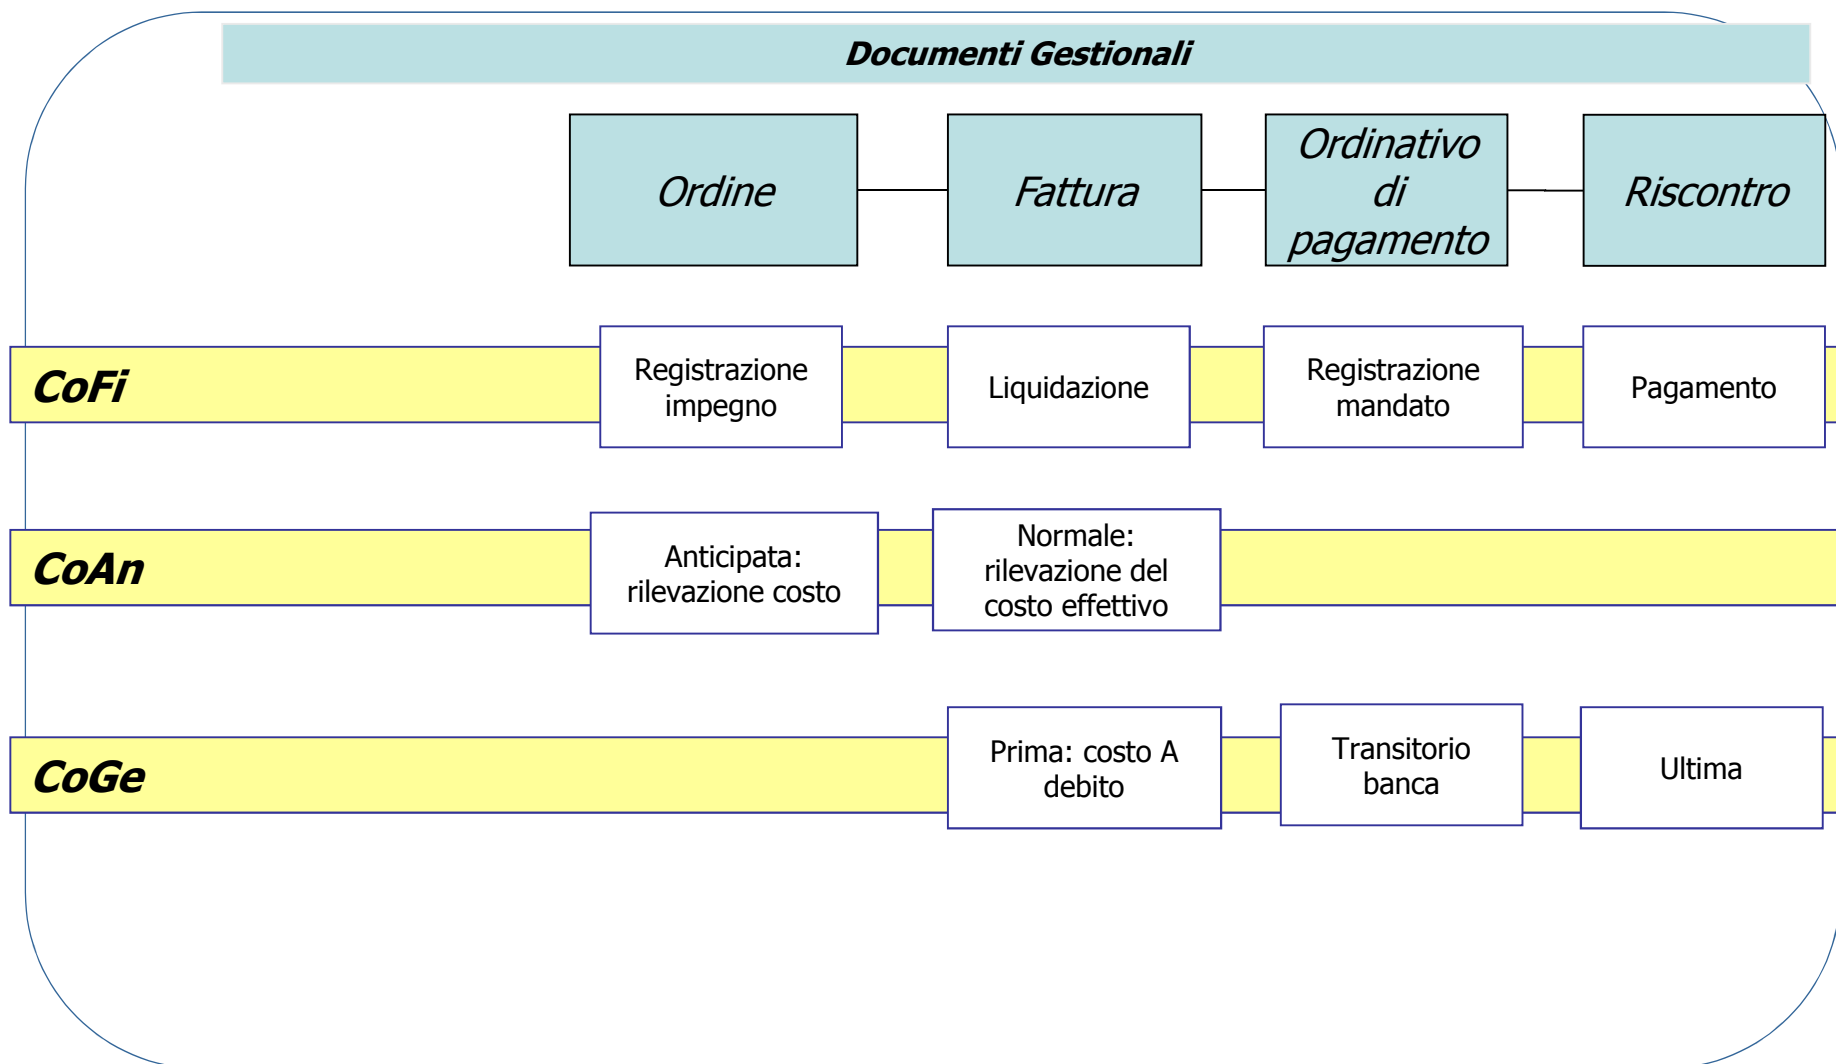 Documenti Gestionali
Ordine
Fattura
Ordinativo
di
pagamento
Riscontro
CoFi
Registrazione
impegno
Liquidazione
Registrazione
mandato
Pagamento
CoAn
Anticipata:
rilevazione costo
Normale:
rilevazione del
costo effettivo
CoGe
Prima: costo A
debito
Transitorio
banca
Ultima